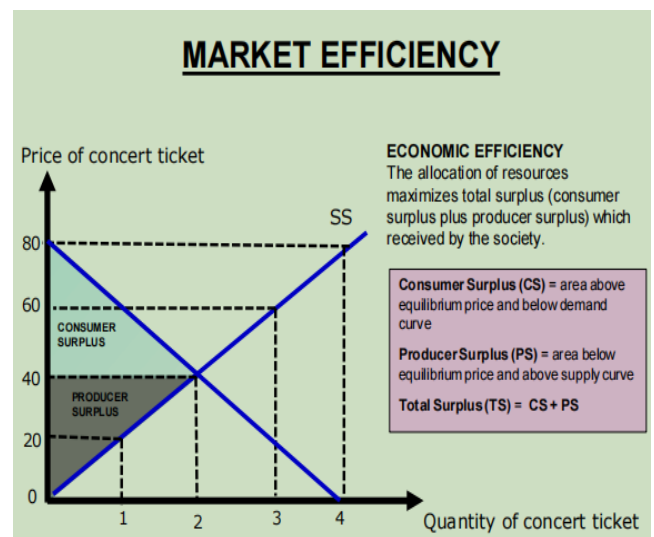 MARKET EFFICIENCY
Price of concert ticket
80
60
40
20
0
SS
CONSUMER
SURPLUS
PRODUCER
SURPLUS
1
2
3
4
Quantity of concert ticket
ECONOMIC EFFICIENCY
The allocation of resources
maximizes total surplus (consumer
surplus plus producer surplus) which
received by the society.
Consumer Surplus (CS) = area above
equilibrium price and below demand
curve
Producer Surplus (PS) = area below
equilibrium price and above supply curve
Total Surplus (TS) = CS + PS